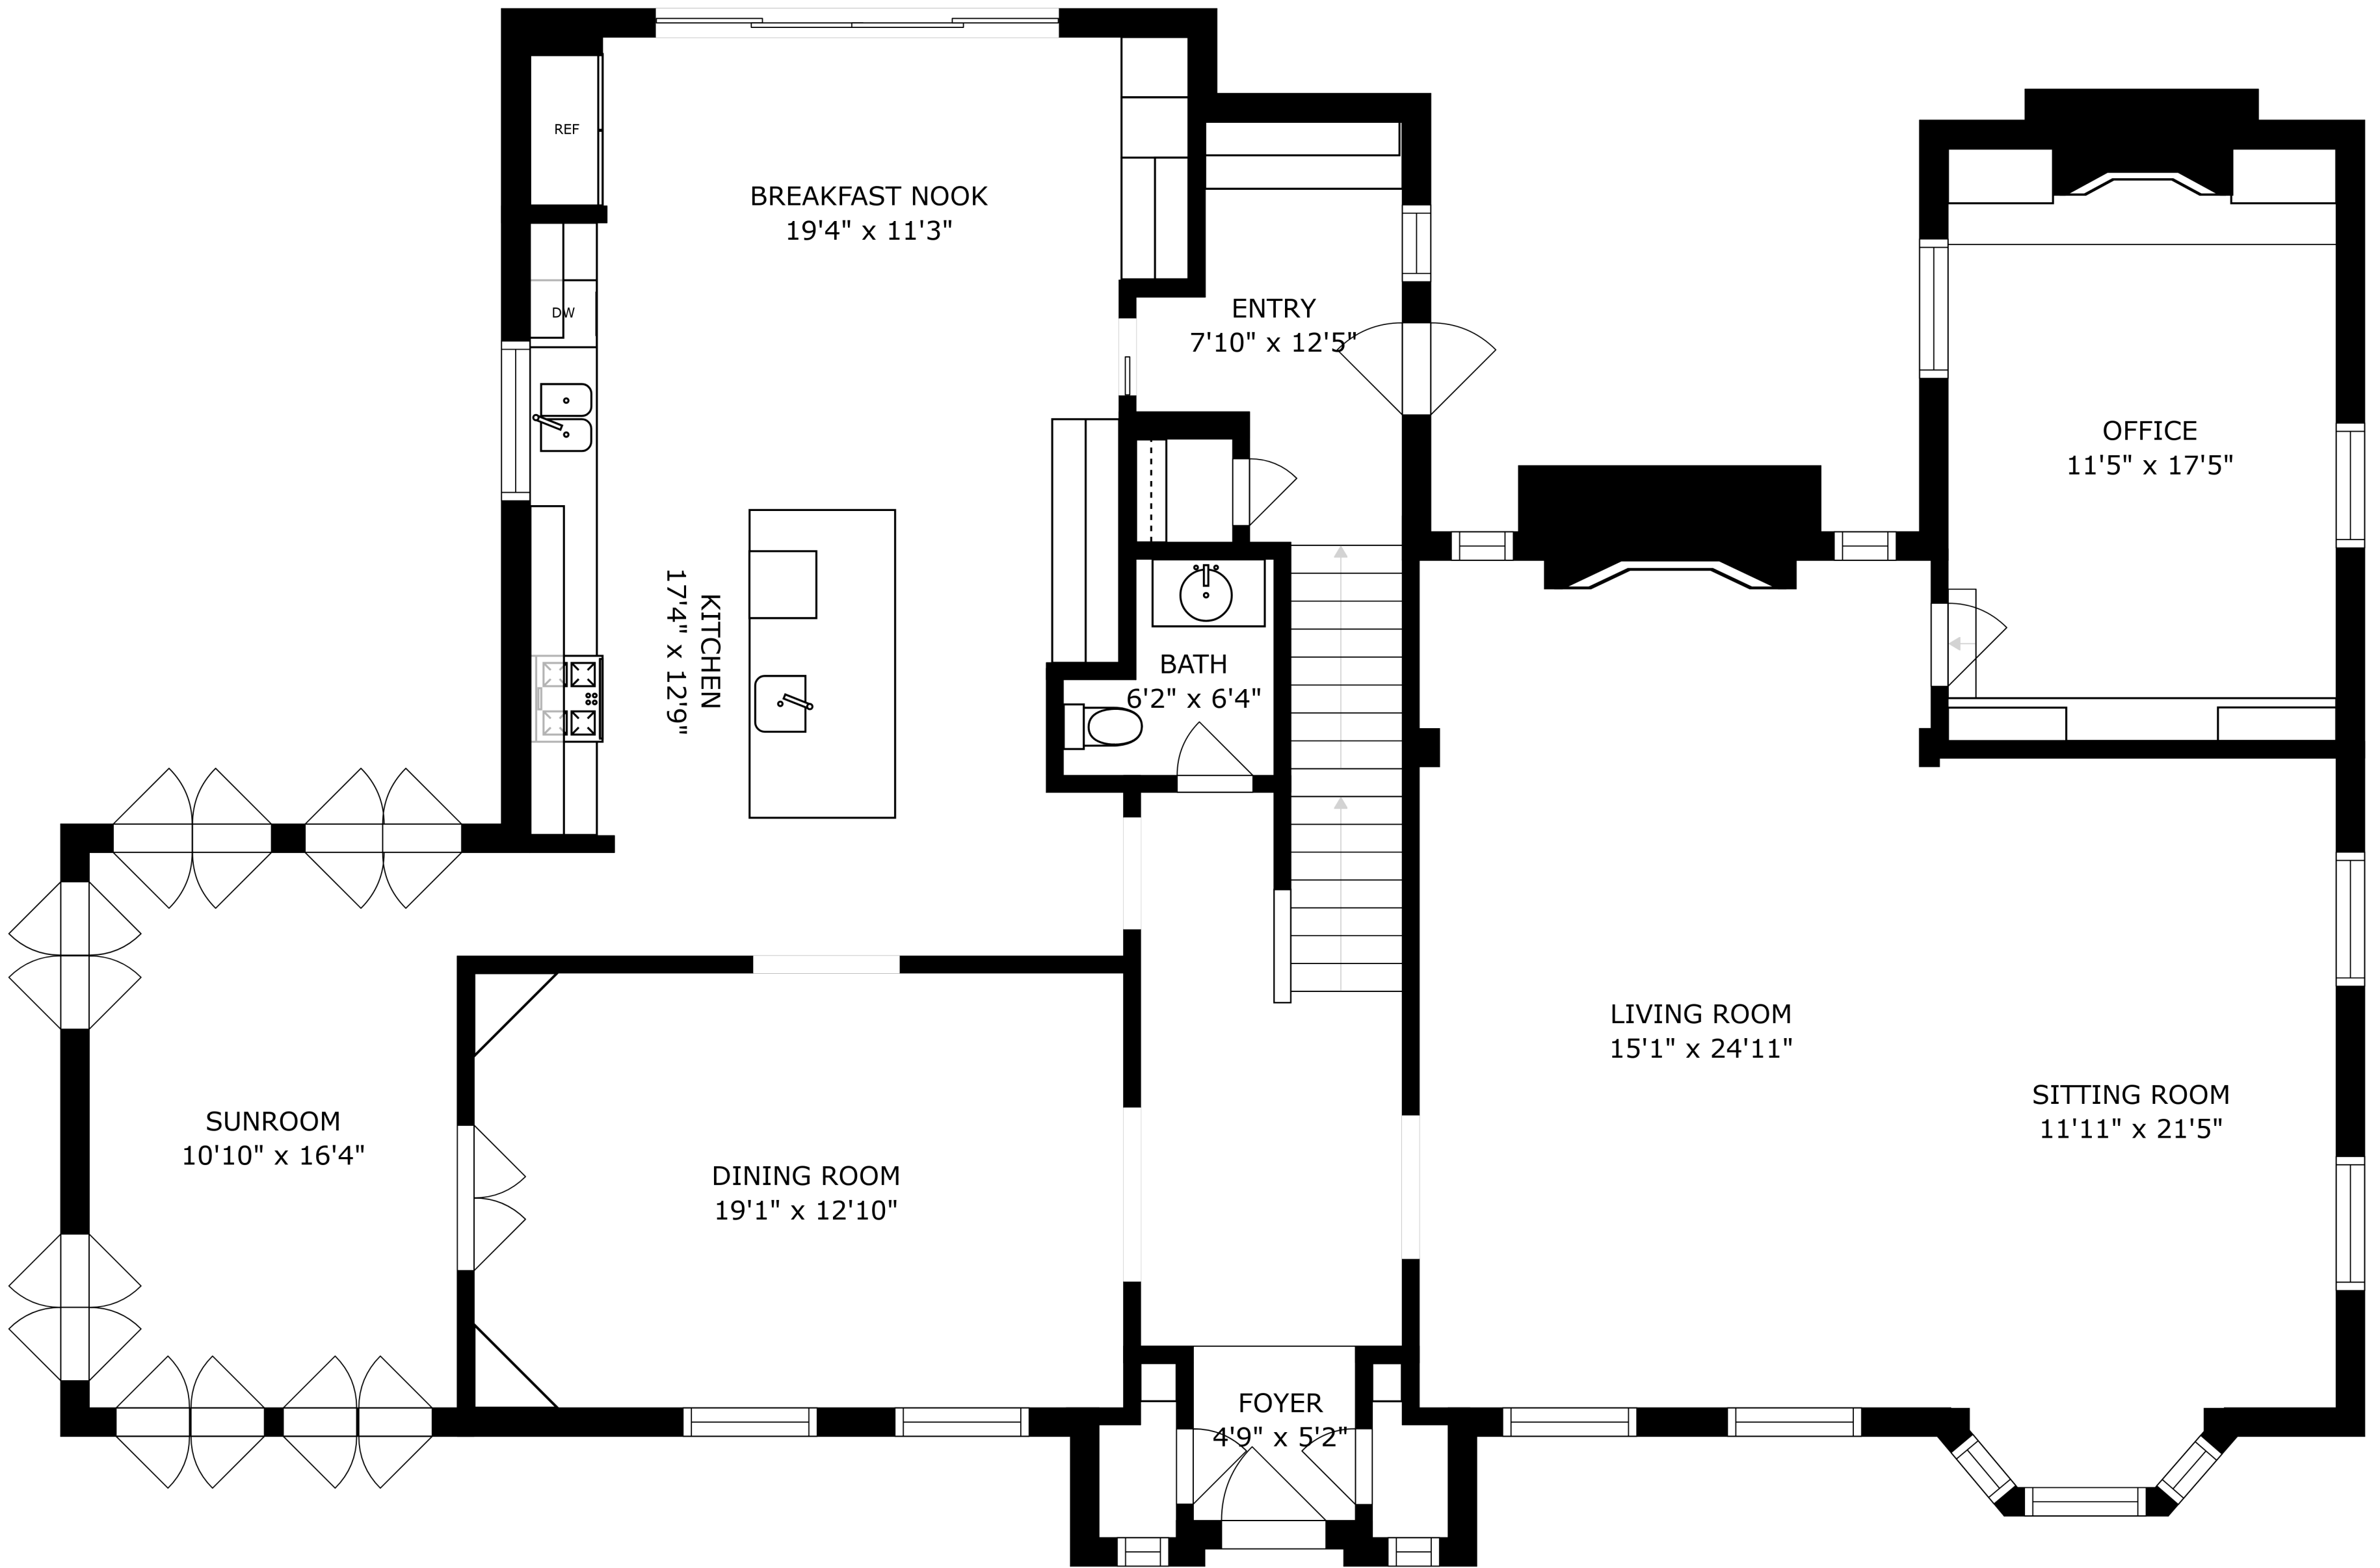 REF
BREAKFAST NOOK
19'4" x 11'3"
DW
ENTRY
7'10" x 12'5"
OFFICE
11'5" x 17'5"
KITCHEN
17'4" x 12'9"
BATH
6'2" x 6'4"
LIVING ROOM
15'1" x 24'11"
SITTING ROOM
11'11" x 21'5"
SUNROOM
10'10" x 16'4"
DINING ROOM
19'1" x 12'10"
FOYER
4'9" x 5'2"